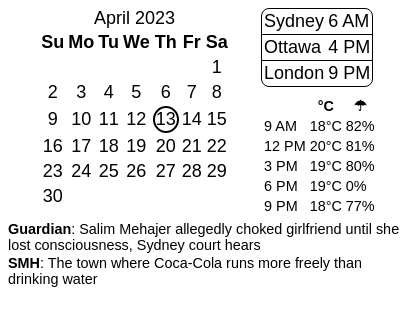 April 2023
Su Mo Tu We Th Fr Sa
1
2 3 4 5 6 7 8
9 10 11 12 13 14 15
16 17 18 19 20 21 22
23 24 25 26 27 28 29
30
Sydney 6 AM
Ottawa 4 PM
London 9 PM
°C ☂
9 AM 18°C 82%
12 PM 20°C 81%
3 PM 19°C 80%
6 PM 19°C 0%
9 PM 18°C 77%
Guardian: Salim Mehajer allegedly choked girlfriend until she
lost consciousness, Sydney court hears
SMH: The town where Coca-Cola runs more freely than
drinking water